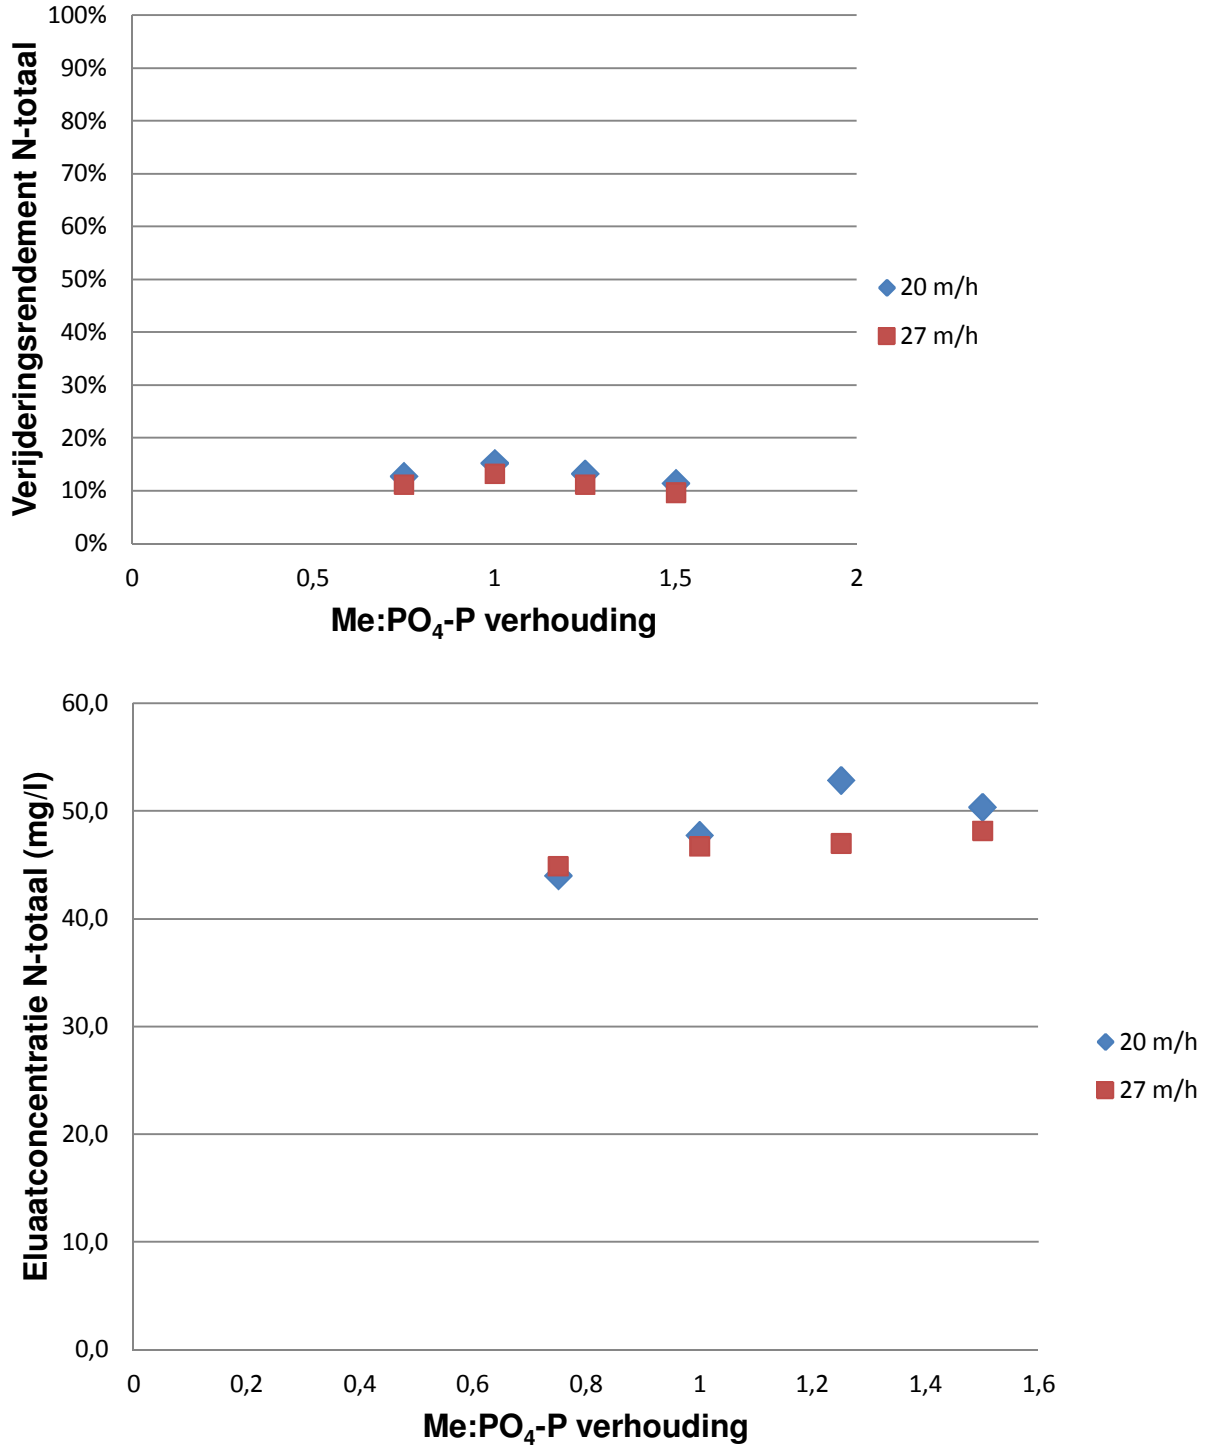 100%
90%
80%
70%
60%
50%
40%
30%
20%
10%
0%
Verijderingsrendement N-totaal
0 0,5 1 1,5 2
Me:PO₄-P verhouding
20 m/h
27 m/h
60,0
50,0
40,0
30,0
20,0
10,0
0,0
Eluaatconcentratie N-totaal (mg/l)
0 0,2 0,4 0,6 0,8 1 1,2 1,4 1,6
Me:PO₄-P verhouding
20 m/h
27 m/h